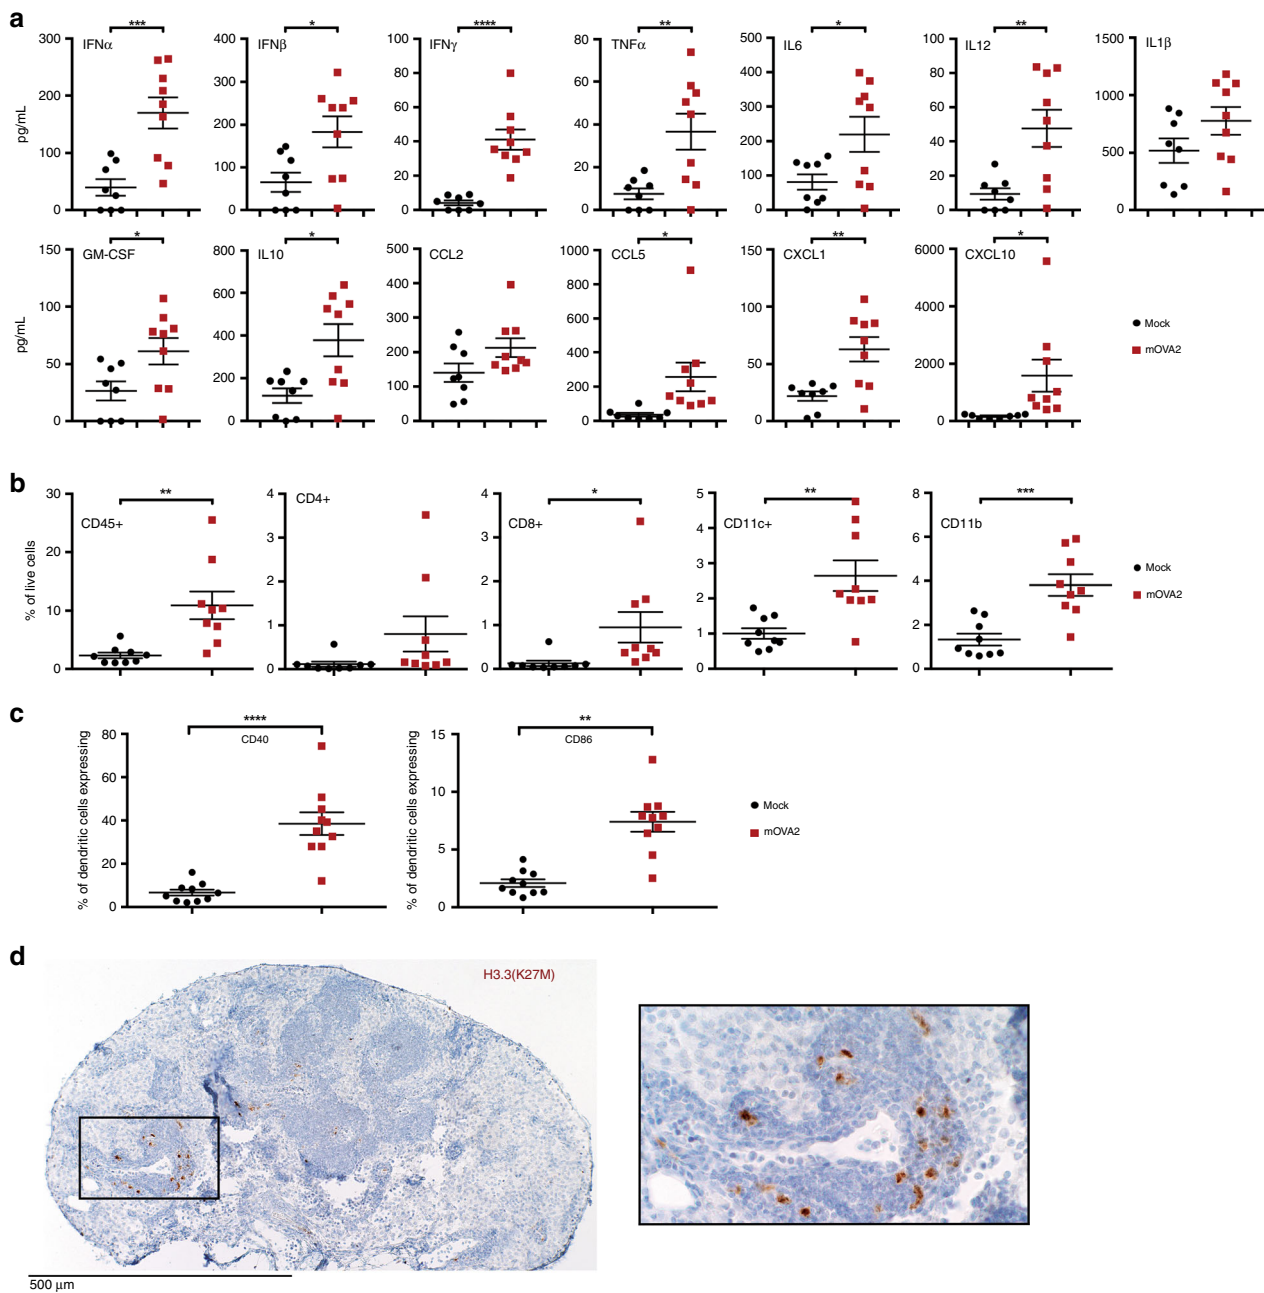 a
*** * **** ** * **
IFNα IFNβ IFNγ TNFα IL6 IL12 IL1β
pg/mL
300 200 100 0
400 300 200 100 0
100 80 60 40 20 0
80 60 40 20 0
500 400 300 200 100 0
100 80 60 40 20 0
1500 1000 500 0
* * * ** *
GM-CSF IL10 CCL2 CCL5 CXCL1 CXCL10
pg/mL
150 100 50 0
800 600 400 200 0
500 400 300 200 100 0
1000 800 600 400 200 0
150 100 50 0
6000 4000 2000 0
Mock
mOVA2
b
** * ** ***
CD45+ CD4+ CD8+ CD11c+ CD11b
% of live cells
30 20 10 0
4 3 2 1 0
4 3 2 1 0
5 4 3 2 1 0
8 6 4 2 0
Mock
mOVA2
c
**** **
CD40 CD86
% of dendritic cells expressing
80 60 40 20 0
% of dendritic cells expressing
15 10 5 0
Mock
mOVA2
d
H3.3(K27M)
500 μm